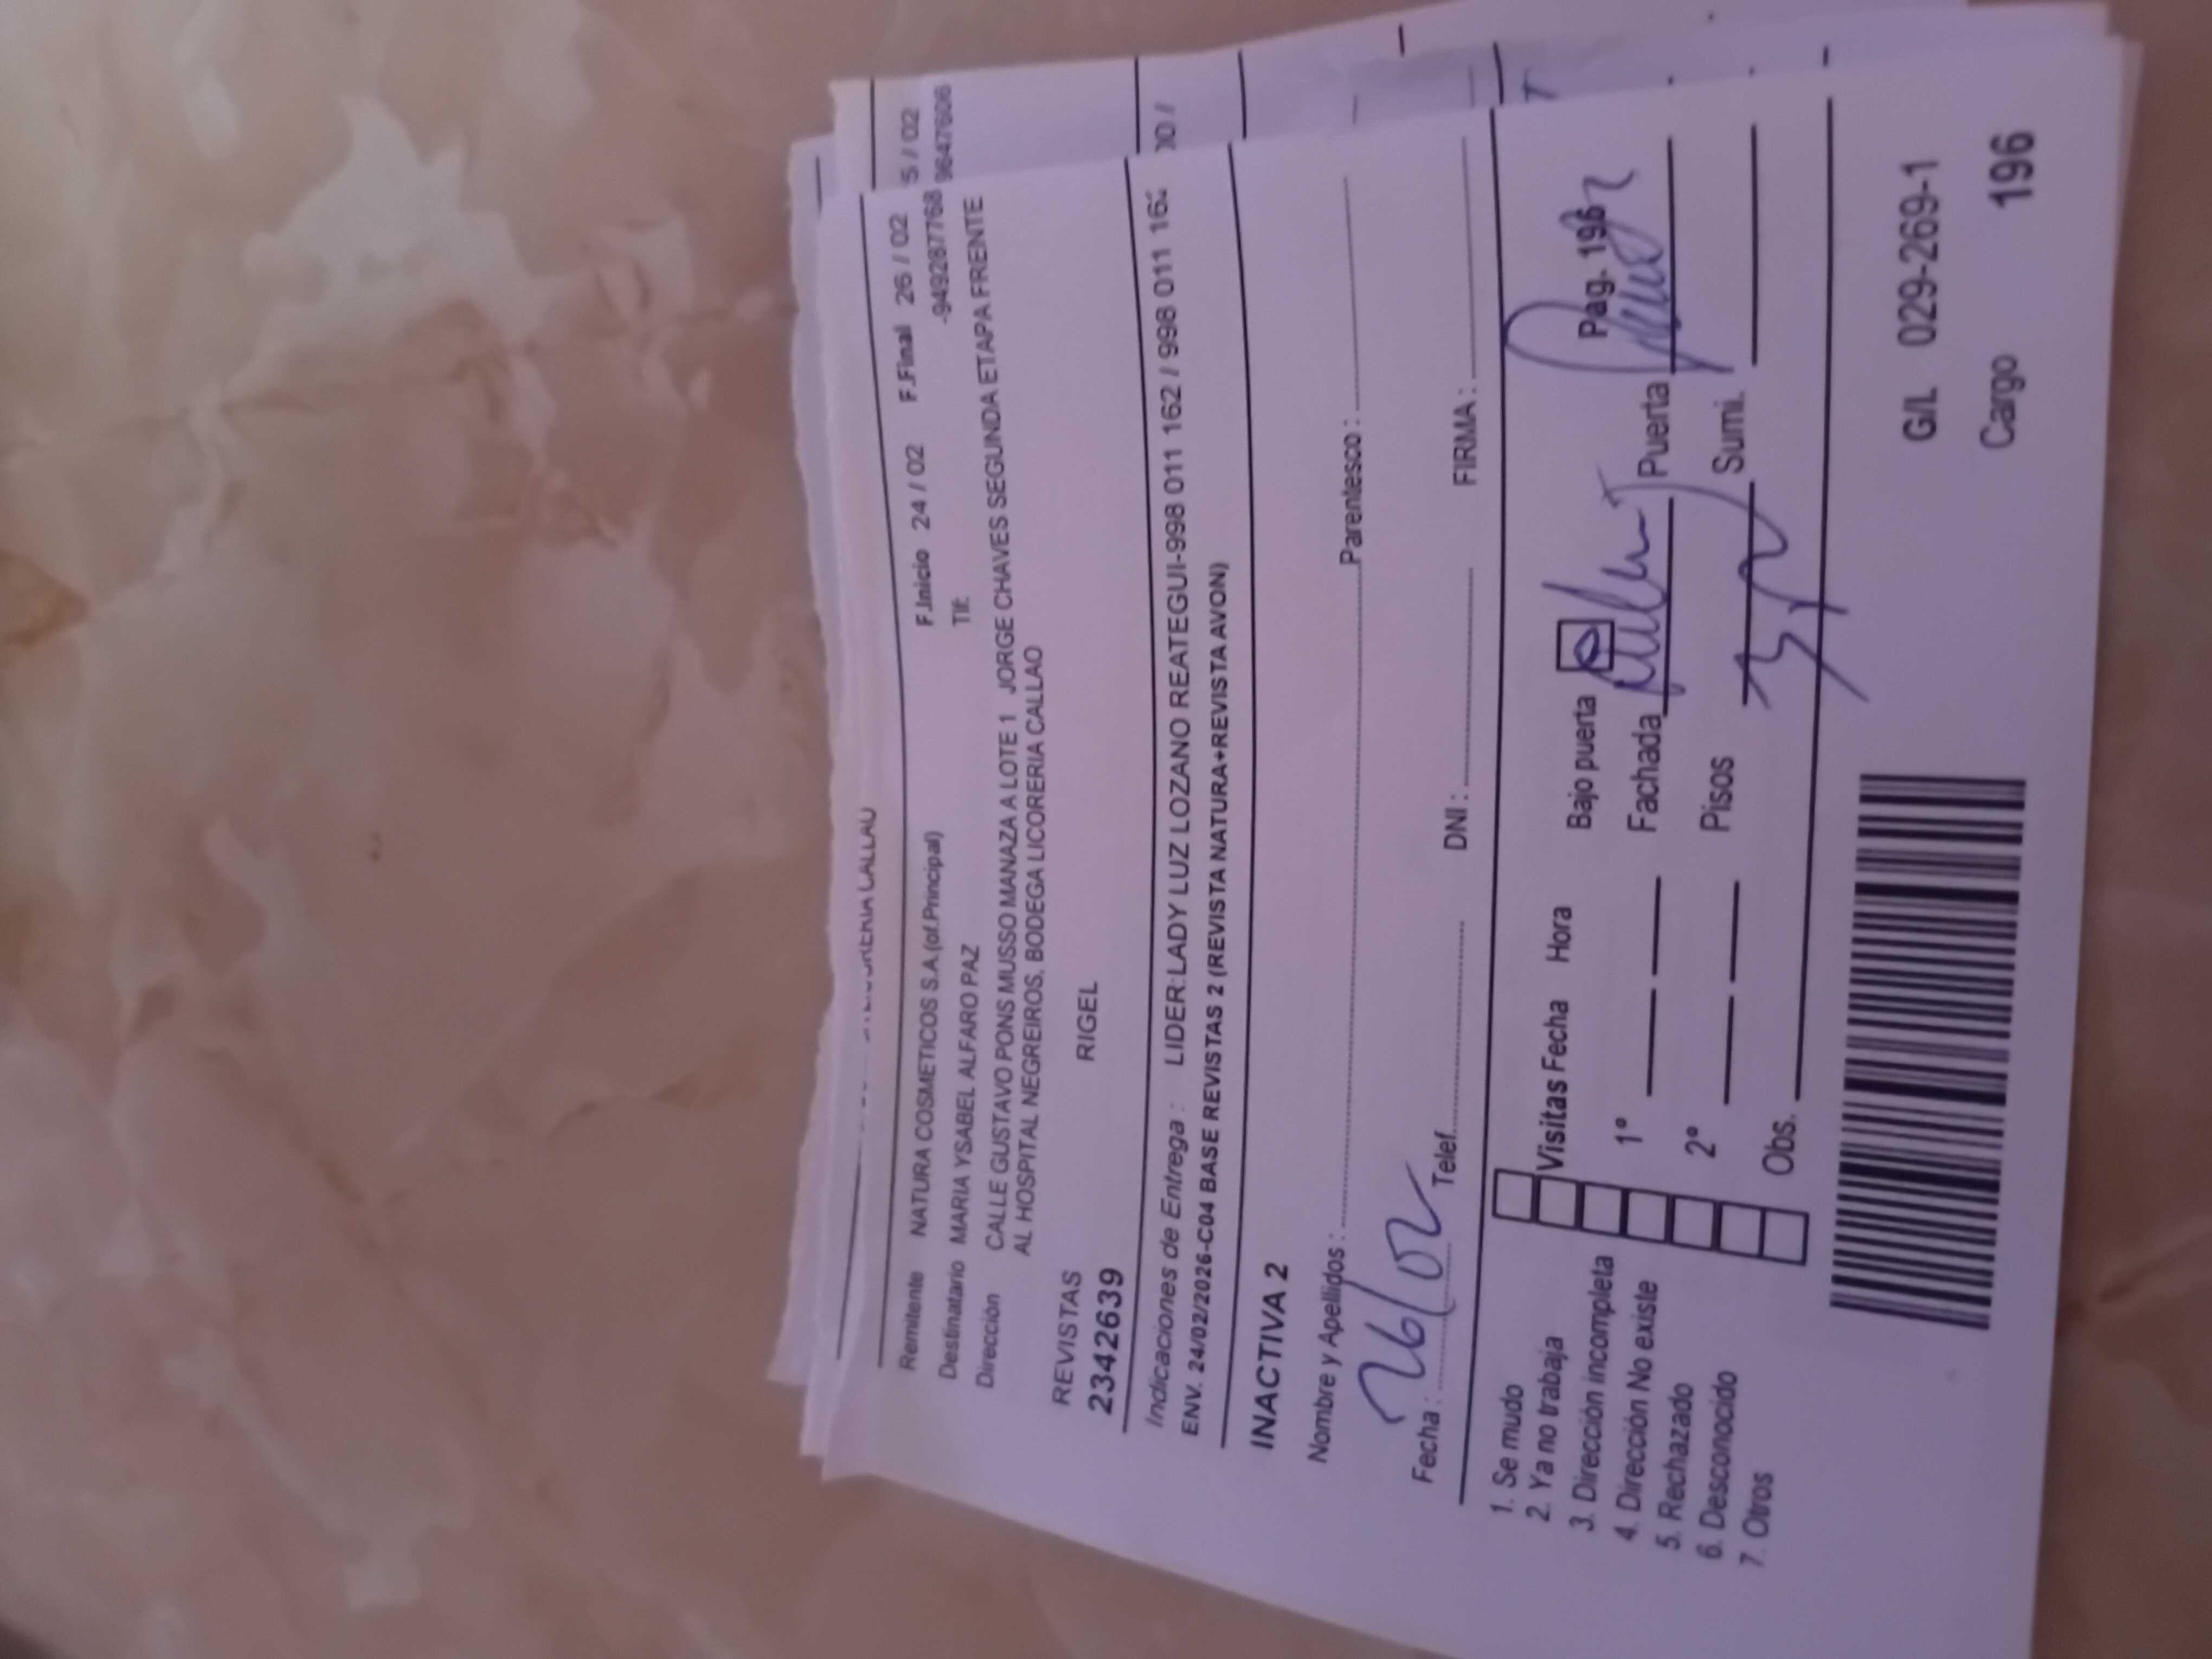 LICORERIA CALLAO
5 / 02
9647606
00 /
Remitente NATURA COSMETICOS S.A.(of.Principal) F.Inicio 24 / 02 F.Final 26 / 02
Destinatario MARIA YSABEL ALFARO PAZ Tlf. -949287768
Dirección CALLE GUSTAVO PONS MUSSO MANAZA A LOTE 1 JORGE CHAVES SEGUNDA ETAPA FRENTE
AL HOSPITAL NEGREIROS. BODEGA LICORERIA CALLAO
REVISTAS
2342639 RIGEL
Indicaciones de Entrega : LIDER:LADY LUZ LOZANO REATEGUI-998 011 162 / 998 011 162
ENV. 24/02/2026-C04 BASE REVISTAS 2 (REVISTA NATURA+REVISTA AVON)
INACTIVA 2
Nombre y Apellidos : Parentesco :
Fecha : 26/02 Telef. DNI : FIRMA :
1. Se mudo
2. Ya no trabaja
3. Dirección incompleta
4. Dirección No existe
5. Rechazado
6. Desconocido
7. Otros
Visitas Fecha Hora Bajo puerta Pag. 196
1° Fachada Puerta
2° Pisos Sumi.
Obs.
G/L 029-269-1
Cargo 196